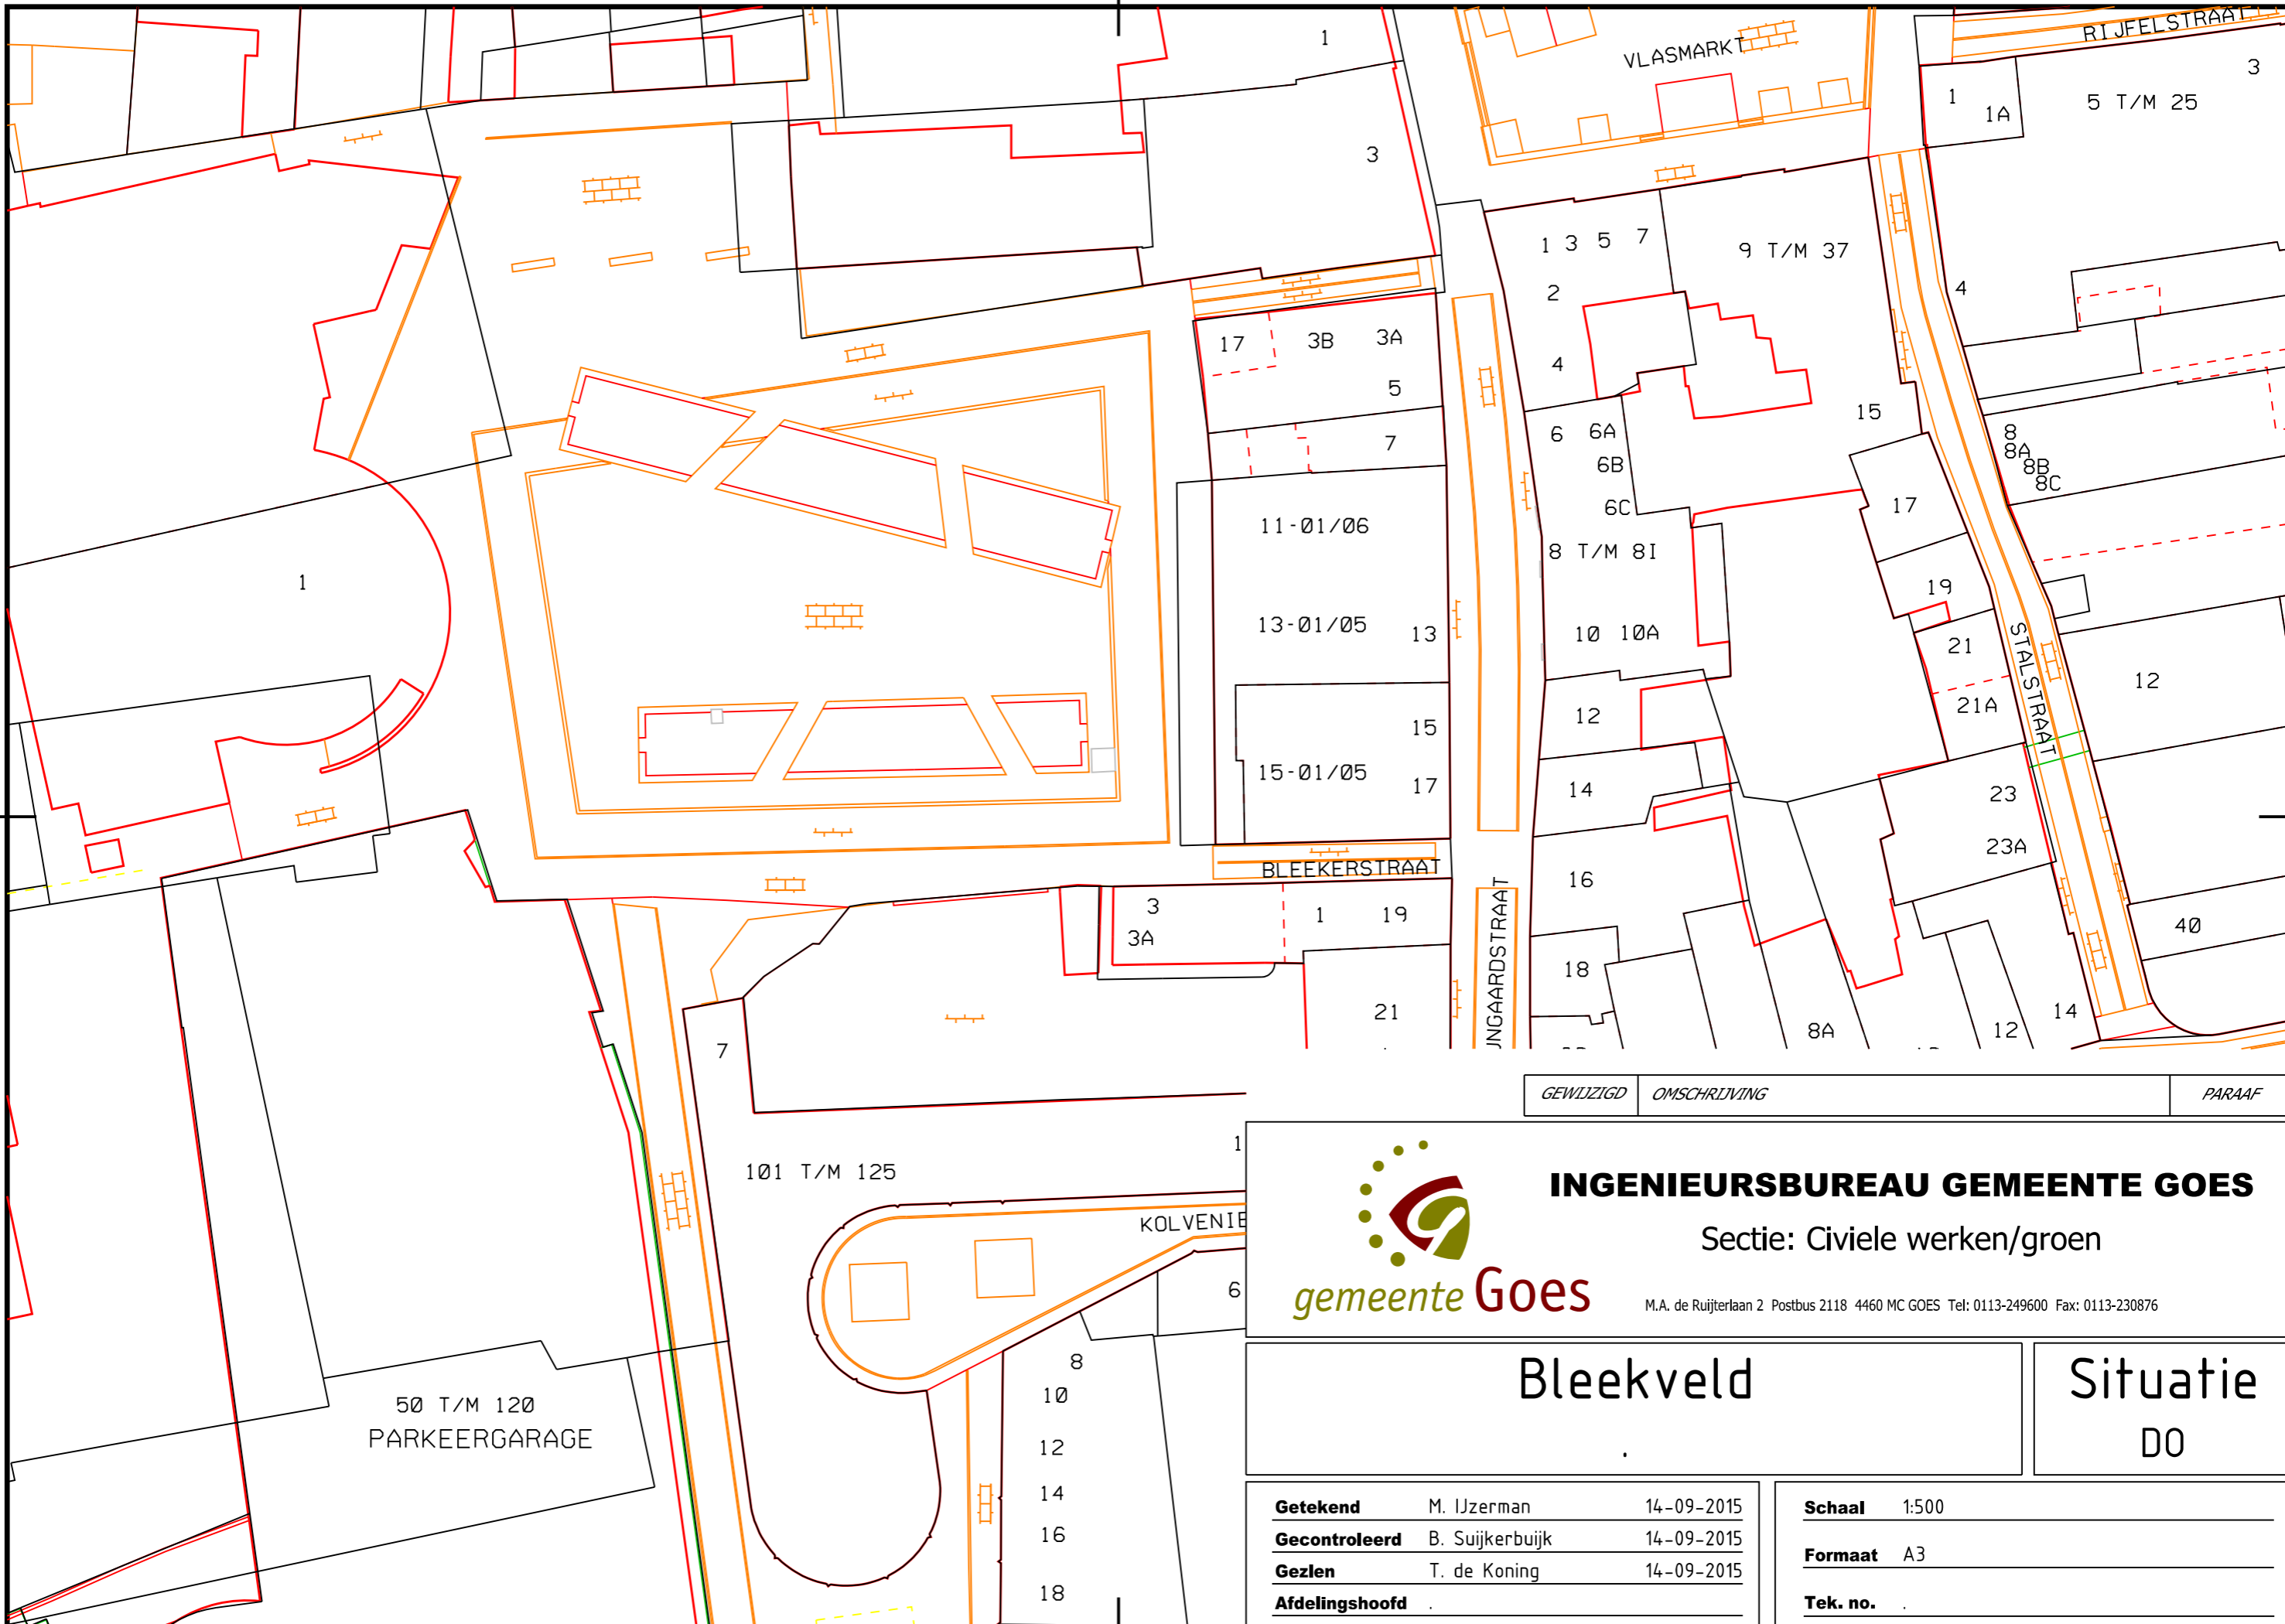 RIJFELSTRAAT
VLASMARKT
1
3
1
1A
5 T/M 25
3
1 3 5 7
9 T/M 37
2
4
4
17
3B
3A
5
15
7
6
6A
6B
6C
8
8A
8B
8C
17
11-01/06
8 T/M 8I
1
19
13-01/05
13
10
10A
21
STALSTRAAT
12
21A
15
12
15-01/05
17
14
23
23A
BLEEKERSTRAAT
16
3
3A
1
19
40
18
21
14
8A
12
7
101 T/M 125
1
KOLVENIE
6
8
10
12
14
16
18
50 T/M 120
PARKEERGARAGE
UNGAARDSTRAAT
GEWIJZIGD OMSCHRIJVING PARAAF
INGENIEURSBUREAU GEMEENTE GOES
Sectie: Civiele werken/groen
gemeente Goes
M.A. de Ruijterlaan 2 Postbus 2118 4460 MC GOES Tel: 0113-249600 Fax: 0113-230876
Bleekveld
.
Situatie
DO
Getekend M. IJzerman 14-09-2015
Gecontroleerd B. Suijkerbuijk 14-09-2015
Gezien T. de Koning 14-09-2015
Afdelingshoofd .
Schaal 1:500
Formaat A3
Tek. no. .